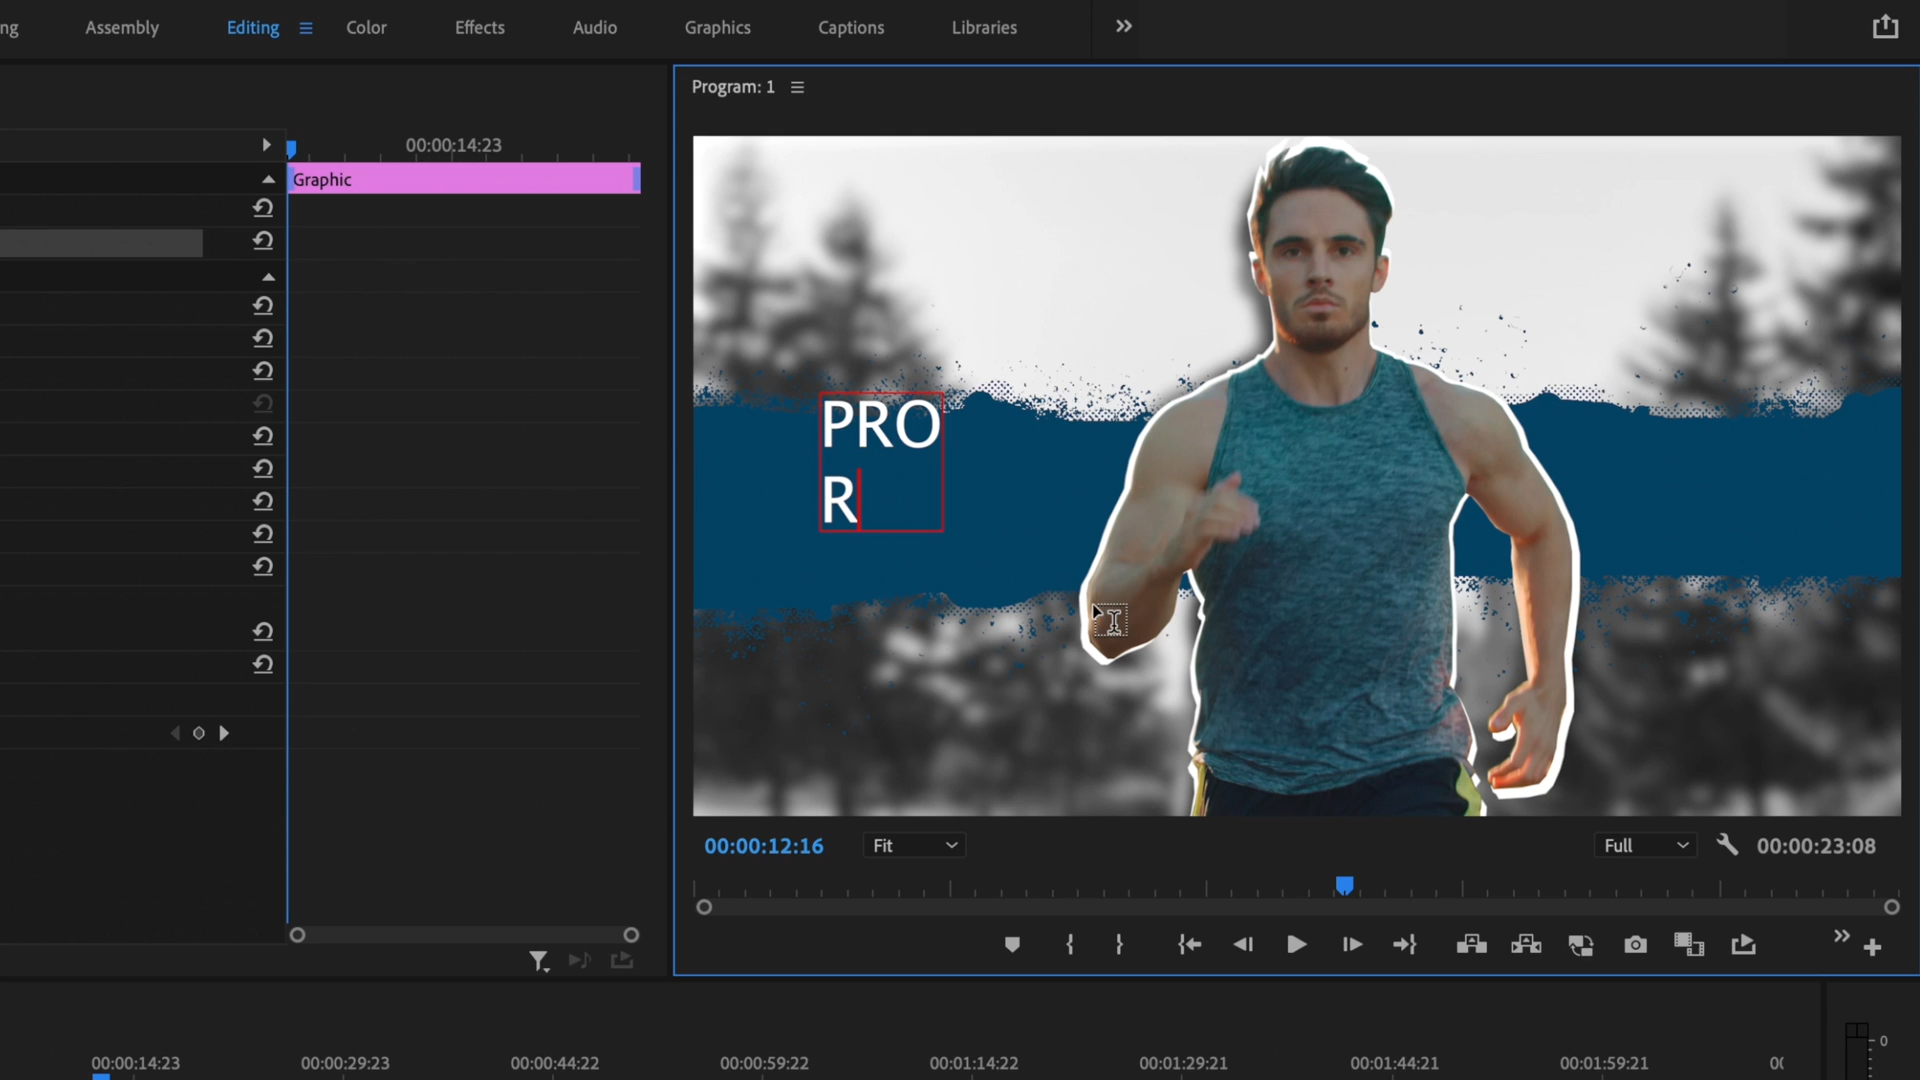 ng
Assembly
Editing
Color
Effects
Audio
Graphics
Captions
Libraries
Program: 1
00:00:14:23
Graphic
PRO
R
00:00:12:16
Fit
Full
00:00:23:08
00:00:14:23
00:00:29:23
00:00:44:22
00:00:59:22
00:01:14:22
00:01:29:21
00:01:44:21
00:01:59:21
0